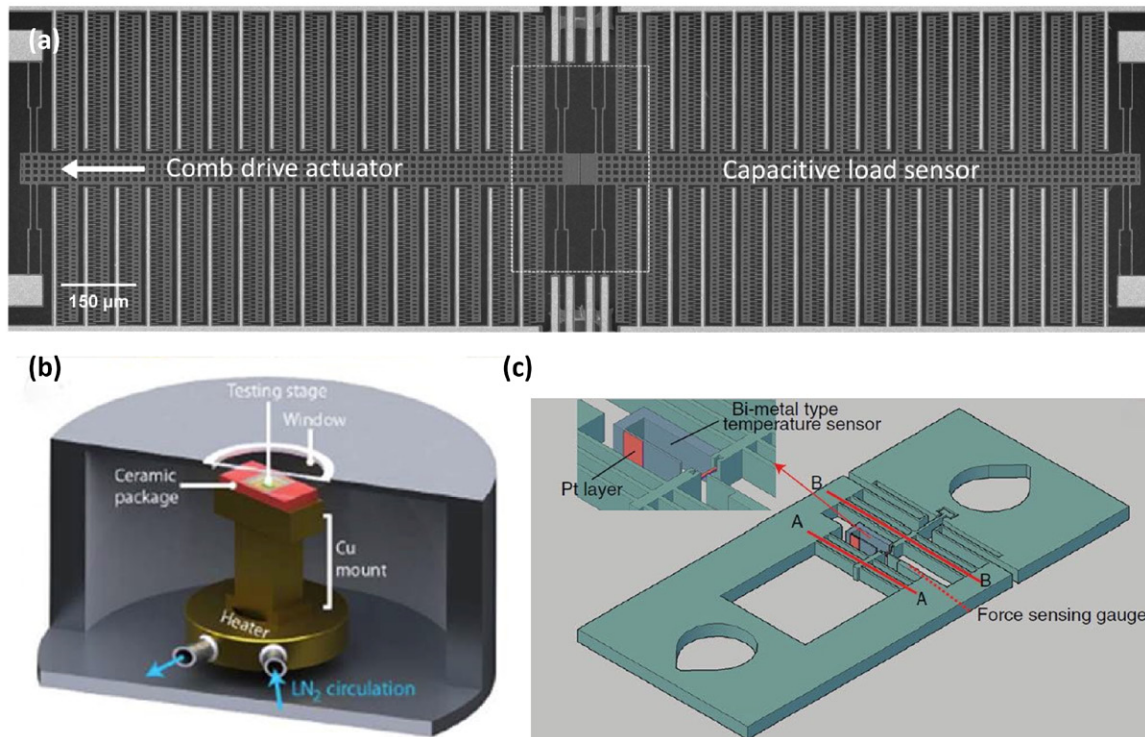 (a)
Comb drive actuator
Capacitive load sensor
150 µm
(b)
Testing stage
Window
Ceramic
package
Cu
mount
Heater
LN₂ circulation
(c)
Bi-metal type
temperature sensor
Pt layer
B
A
B
A
Force sensing gauge